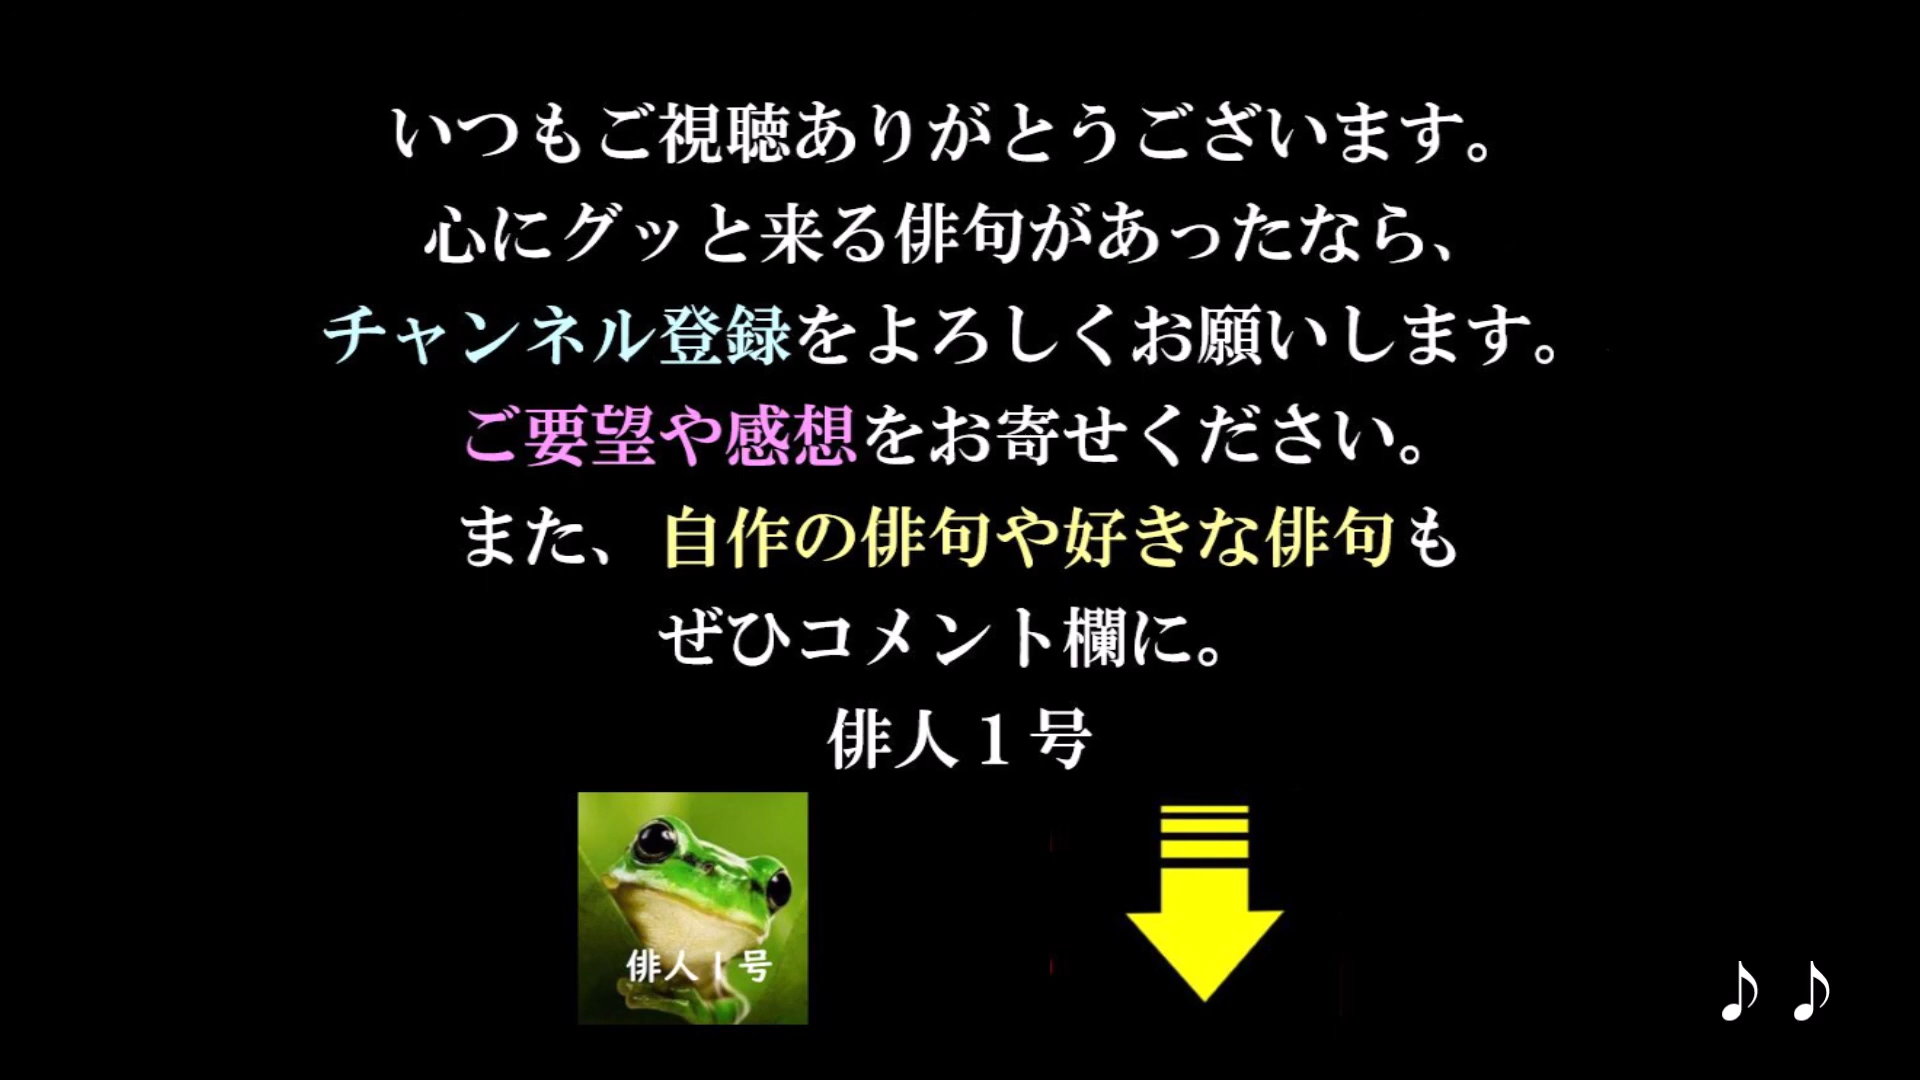 いつもご視聴ありがとうございます。
心にグッと来る俳句があったなら、
チャンネル登録をよろしくお願いします。
ご要望や感想をお寄せください。
また、自作の俳句や好きな俳句も
ぜひコメント欄に。
俳人１号
俳人１号
♪ ♪